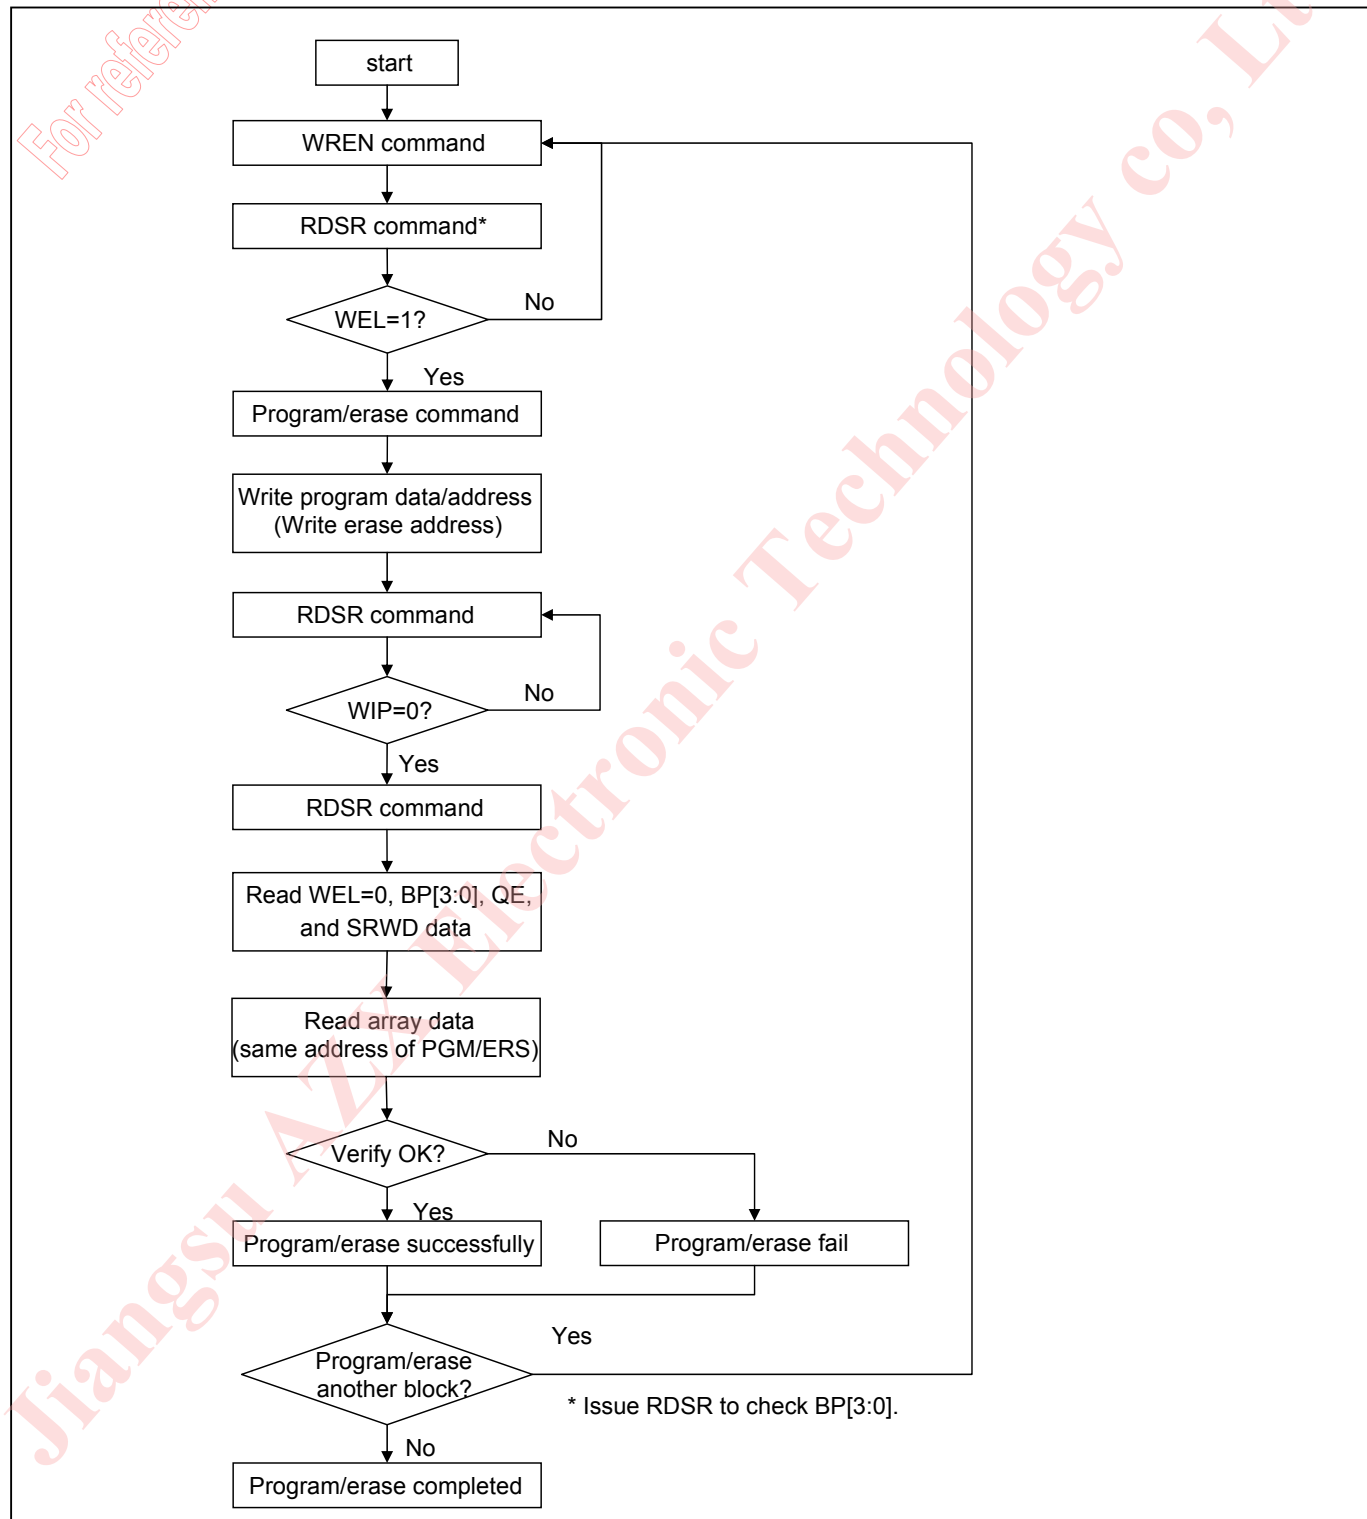 For referen
Jiangsu AZX Electronic Technology co,
start
WREN command
RDSR command*
WEL=1?
No
Yes
Program/erase command
Write program data/address
(Write erase address)
RDSR command
WIP=0?
No
Yes
RDSR command
Read WEL=0, BP[3:0], QE,
and SRWD data
Read array data
(same address of PGM/ERS)
Verify OK?
No
Yes
Program/erase successfully
Program/erase fail
Program/erase
another block?
Yes
* Issue RDSR to check BP[3:0].
No
Program/erase completed